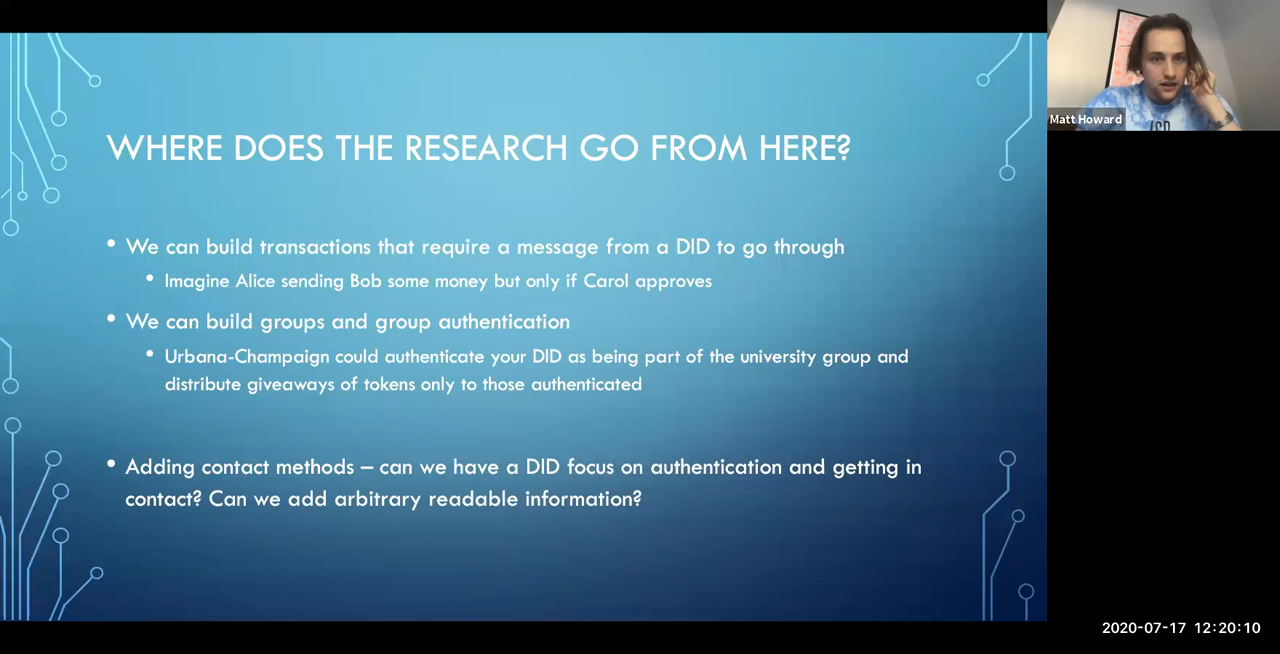 WHERE DOES THE RESEARCH GO FROM HERE?
• We can build transactions that require a message from a DID to go through
• Imagine Alice sending Bob some money but only if Carol approves
• We can build groups and group authentication
• Urbana-Champaign could authenticate your DID as being part of the university group and
distribute giveaways of tokens only to those authenticated
• Adding contact methods – can we have a DID focus on authentication and getting in
contact? Can we add arbitrary readable information?
Matt Howard
2020-07-17 12:20:10